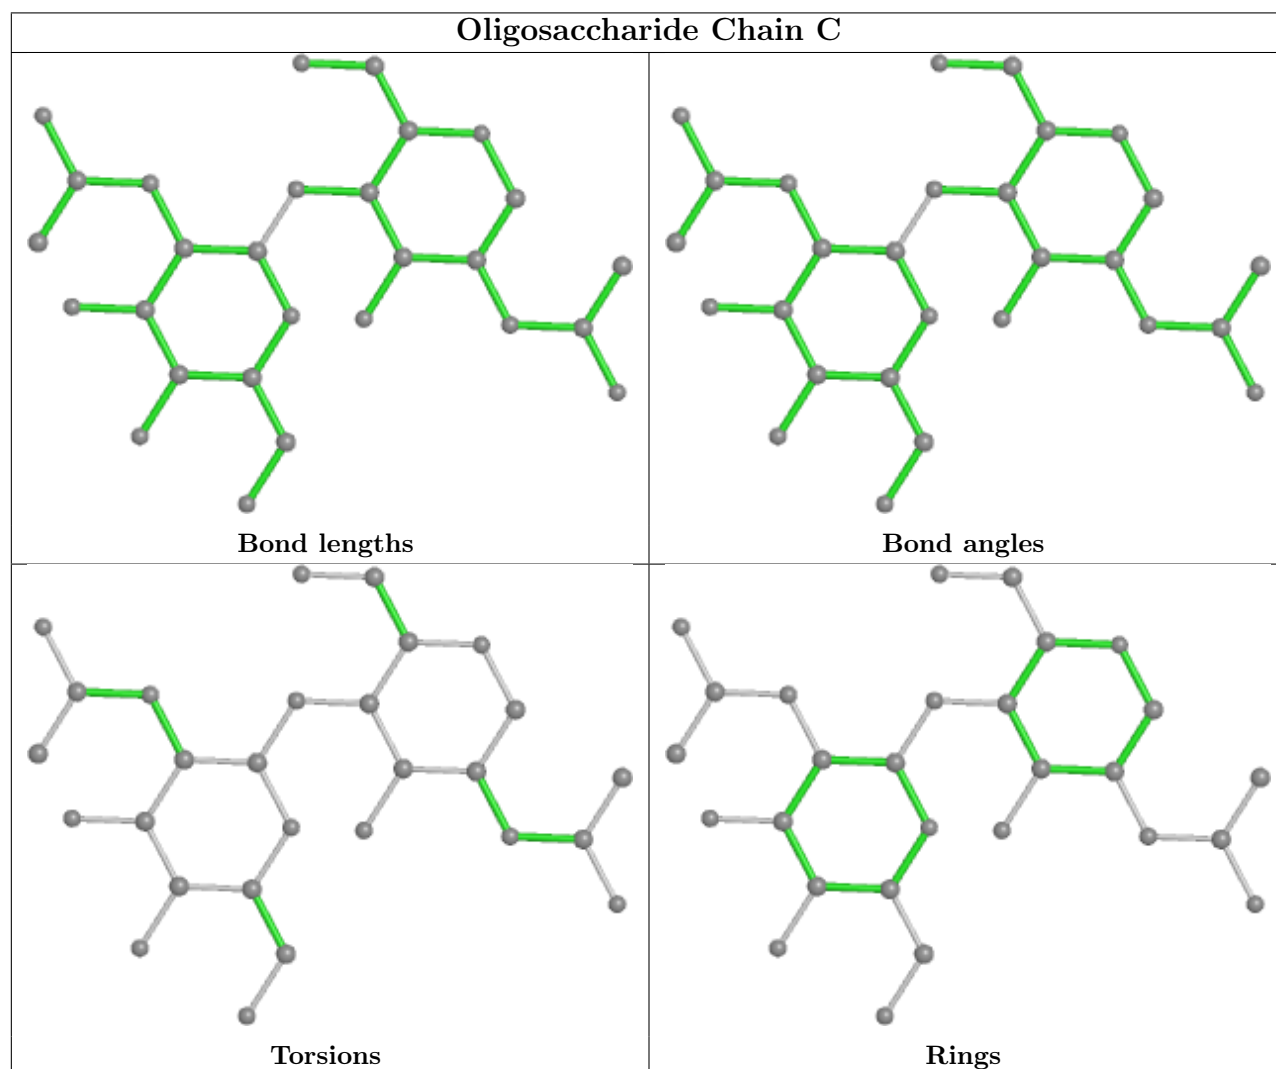 Oligosaccharide Chain C
Bond lengths
Bond angles
Torsions
Rings